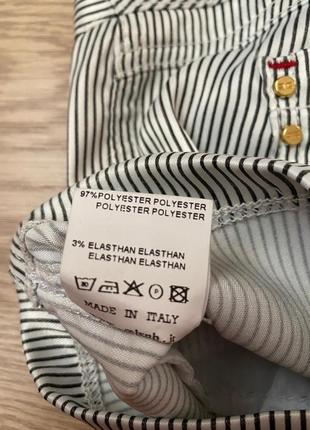 97%POLYESTER POLYESTER
POLYESTER POLYESTER
3% ELASTHAN ELASTHAN
ELASTHAN ELASTHAN
MADE IN ITALY